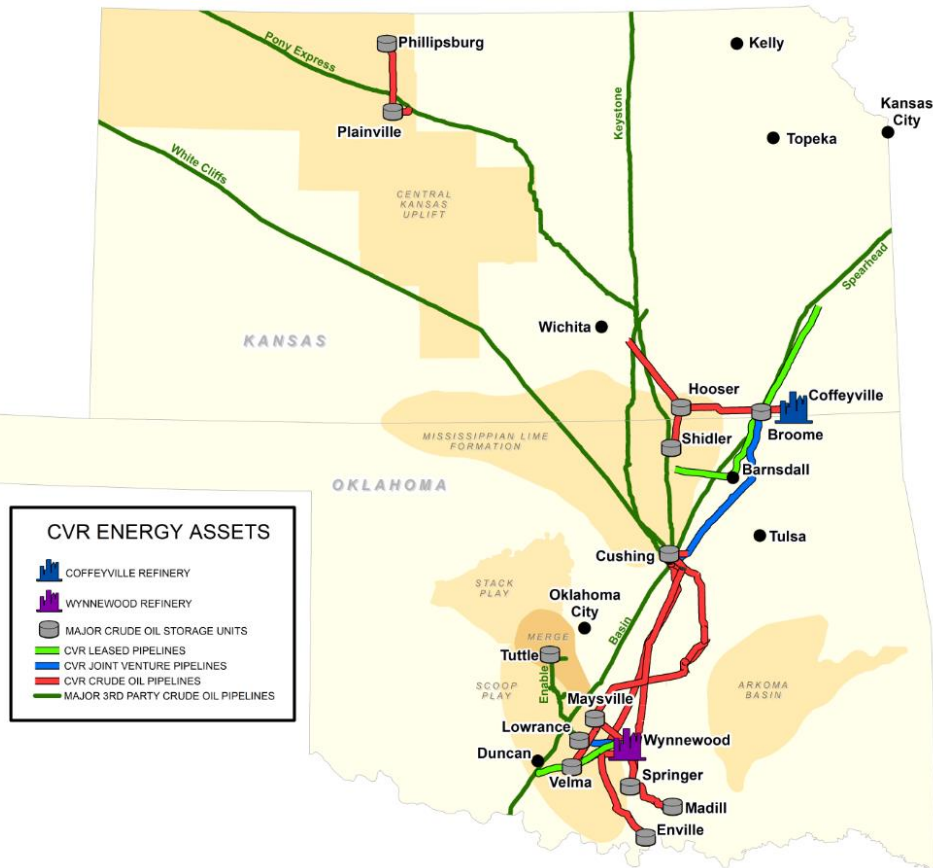 Phillipsburg
Kelly
Pony Express
Kansas
City
Plainville
Keystone
Topeka
White Cliffs
CENTRAL
KANSAS
UPLIFT
Spearhead
Wichita
KANSAS
Hooser
Coffeyville
Broome
MISSISSIPPIAN LIME
FORMATION
Shidler
Barnsdall
OKLAHOMA
CVR ENERGY ASSETS
COFFEYVILLE REFINERY
WYNNEWOOD REFINERY
MAJOR CRUDE OIL STORAGE UNITS
CVR LEASED PIPELINES
CVR JOINT VENTURE PIPELINES
CVR CRUDE OIL PIPELINES
MAJOR 3RD PARTY CRUDE OIL PIPELINES
Tulsa
Cushing
STACK
PLAY
Oklahoma
City
Basin
MERGE
Tuttle
Enable
SCOOP
PLAY
ARKOMA
BASIN
Maysville
Lowrance
Wynnewood
Duncan
Velma
Springer
Madill
Enville